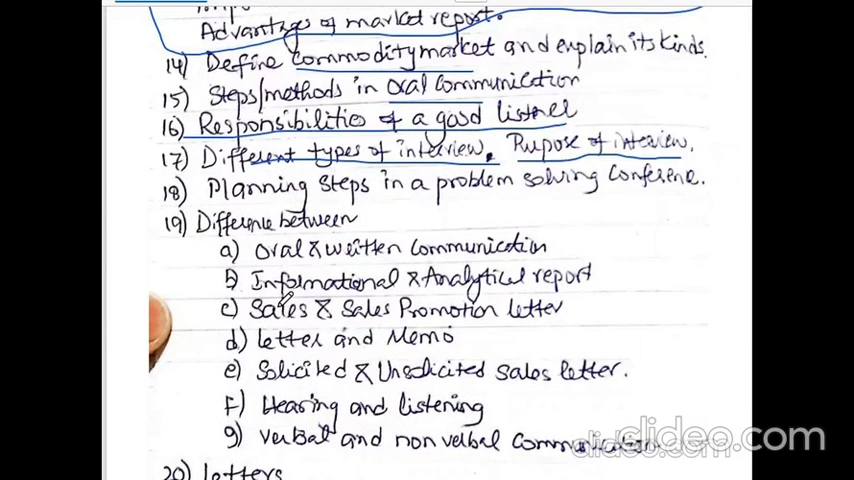 Advantages of market report.
14) Define commodity market and explain its kinds.
15) Steps/methods in oral communication
16) Responsibilities of a good listner
17) Different types of interview. Purpose of interview.
18) Planning steps in a problem solving conference.
19) Difference between
a) Oral & written communication
b) Informational & Analytical report
c) Sales & Sales Promotion letter
d) Letter and Memo
e) Solicited & Unsolicited sales letter.
f) Hearing and listening
g) verbal and non verbal communication.
clideo.com
20) letters